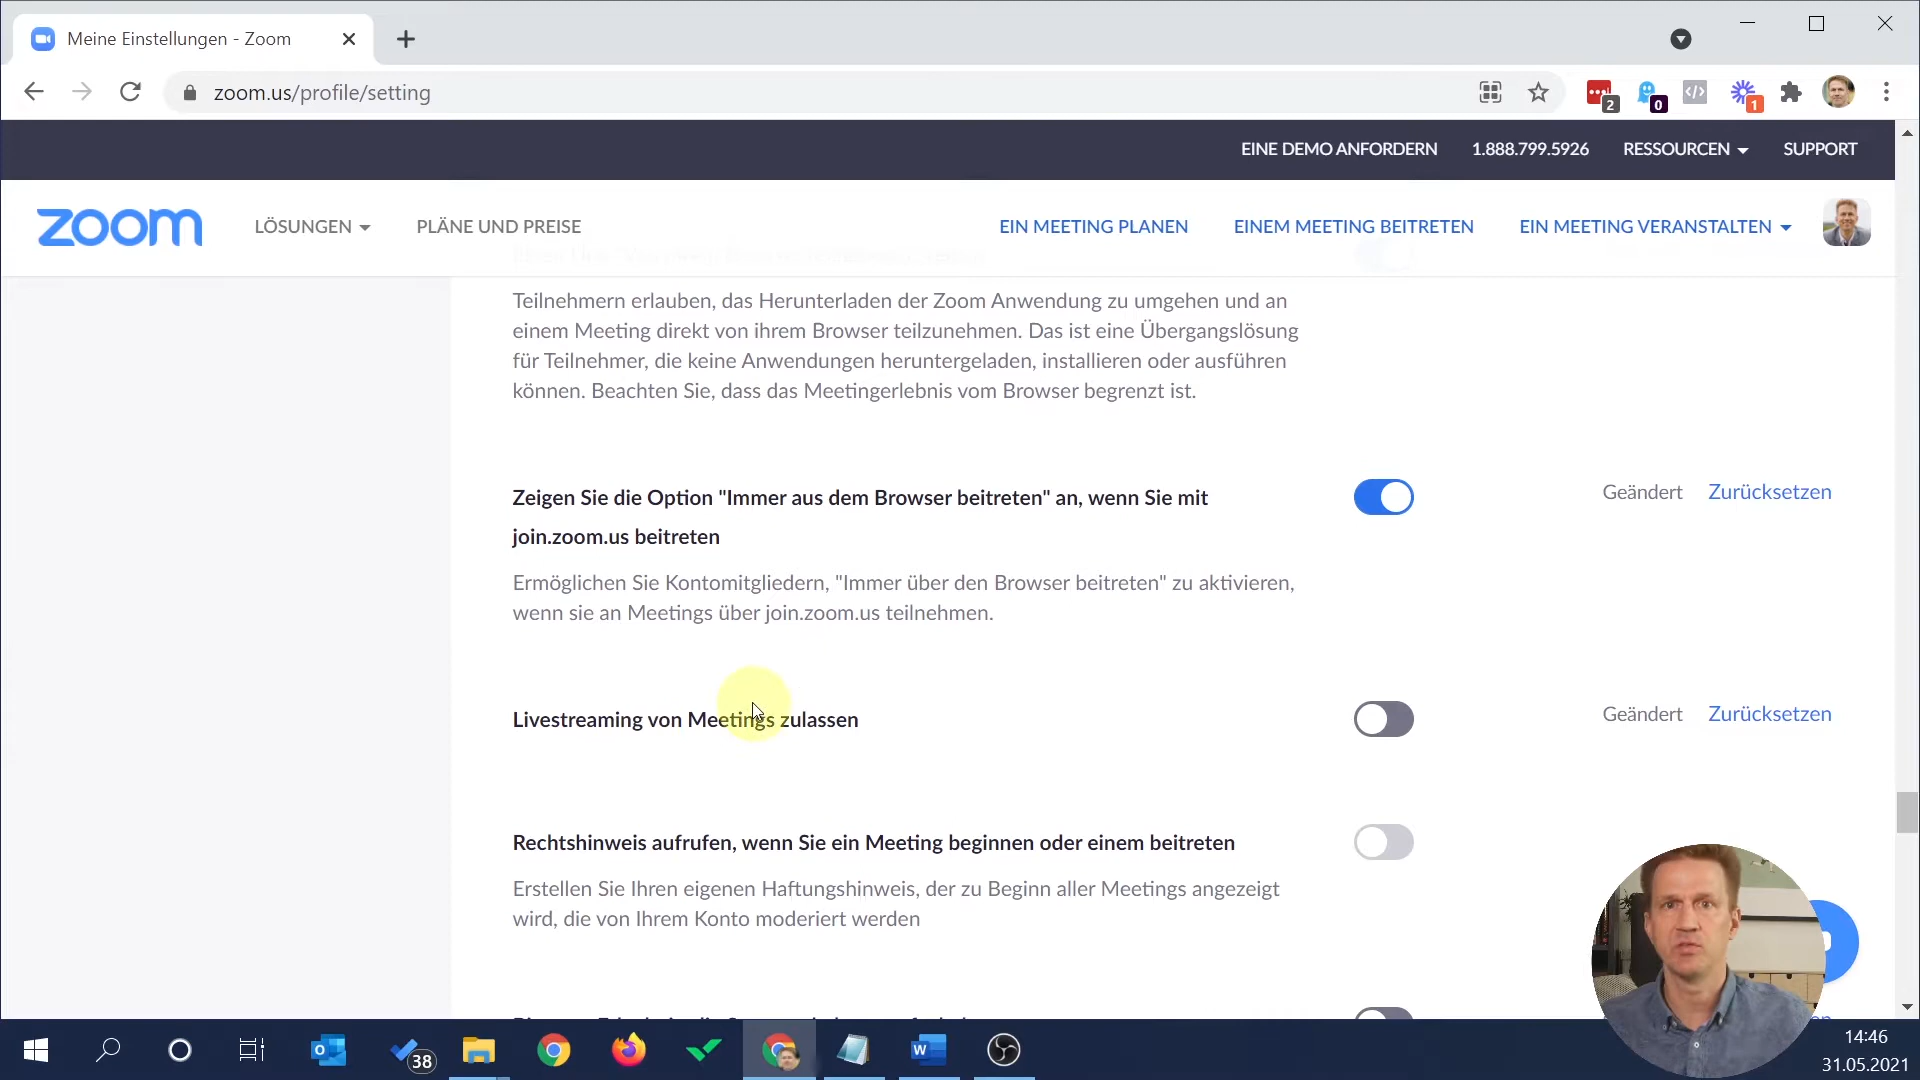 Meine Einstellungen - Zoom
zoom.us/profile/setting
2
0
1
EINE DEMO ANFORDERN
1.888.799.5926
RESSOURCEN
SUPPORT
zoom
LÖSUNGEN
PLÄNE UND PREISE
EIN MEETING PLANEN
EINEM MEETING BEITRETEN
EIN MEETING VERANSTALTEN
Teilnehmern erlauben, das Herunterladen der Zoom Anwendung zu umgehen und an
einem Meeting direkt von ihrem Browser teilzunehmen. Das ist eine Übergangslösung
für Teilnehmer, die keine Anwendungen heruntergeladen, installieren oder ausführen
können. Beachten Sie, dass das Meetingerlebnis vom Browser begrenzt ist.
Zeigen Sie die Option "Immer aus dem Browser beitreten" an, wenn Sie mit
join.zoom.us beitreten
Geändert
Zurücksetzen
Ermöglichen Sie Kontomitgliedern, "Immer über den Browser beitreten" zu aktivieren,
wenn sie an Meetings über join.zoom.us teilnehmen.
Livestreaming von Meetings zulassen
Geändert
Zurücksetzen
Rechtshinweis aufrufen, wenn Sie ein Meeting beginnen oder einem beitreten
Erstellen Sie Ihren eigenen Haftungshinweis, der zu Beginn aller Meetings angezeigt
wird, die von Ihrem Konto moderiert werden
38
14:46
31.05.2021